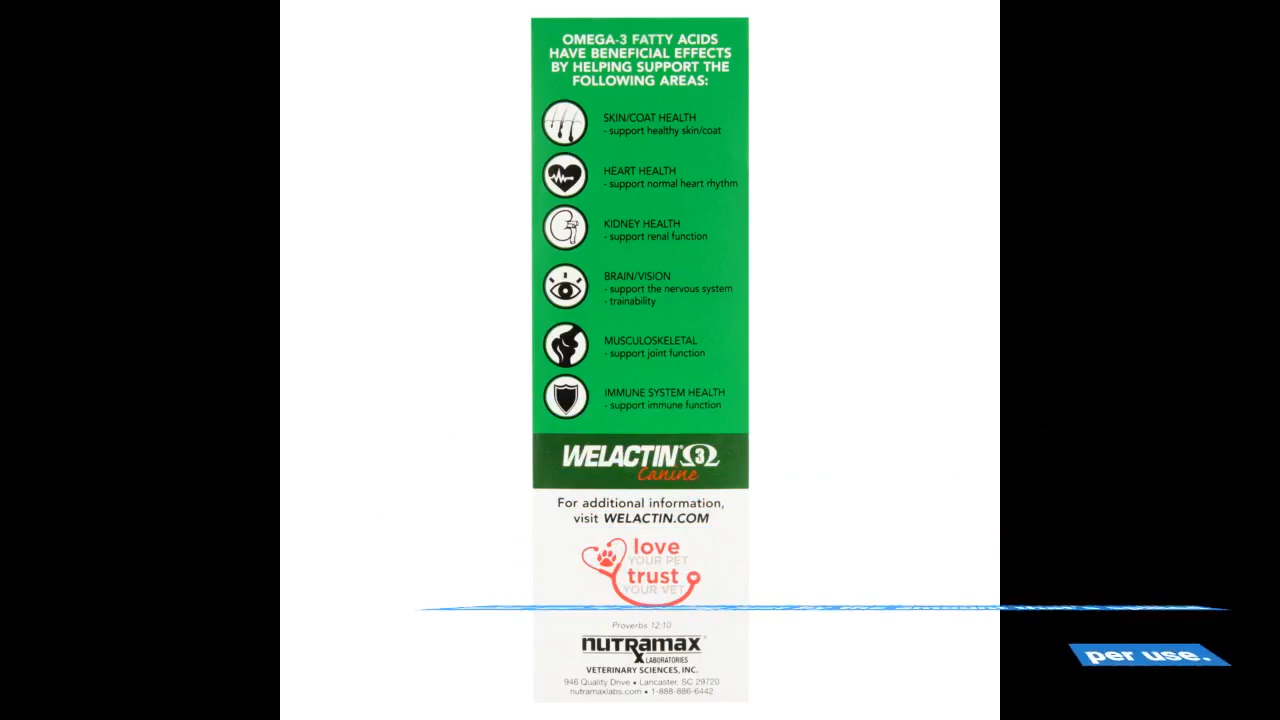 OMEGA-3 FATTY ACIDS
HAVE BENEFICIAL EFFECTS
BY HELPING SUPPORT THE
FOLLOWING AREAS:
SKIN/COAT HEALTH
- support healthy skin/coat
HEART HEALTH
- support normal heart rhythm
KIDNEY HEALTH
- support renal function
BRAIN/VISION
- support the nervous system
- trainability
MUSCULOSKELETAL
- support joint function
IMMUNE SYSTEM HEALTH
- support immune function
WELACTIN® Ω3
Canine
For additional information,
visit WELACTIN.COM
love
YOUR PET
trust
YOUR VET
Proverbs 12:10
nutramax®
Rx LABORATORIES
VETERINARY SCIENCES, INC.
946 Quality Drive • Lancaster, SC 29720
nutramaxlabs.com • 1-888-886-6442
per use.